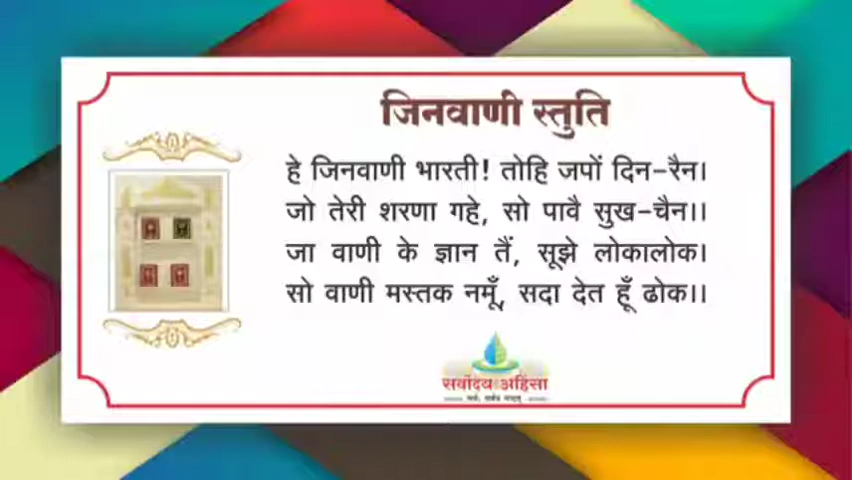 जिनवाणी स्तुति
हे जिनवाणी भारती! तोहि जपों दिन-रैन।
जो तेरी शरणा गहे, सो पावै सुख-चैन।।
जा वाणी के ज्ञान तैं, सूझे लोकालोक।
सो वाणी मस्तक नमूँ, सदा देत हूँ ढोक।।
सर्वोदय अहिंसा